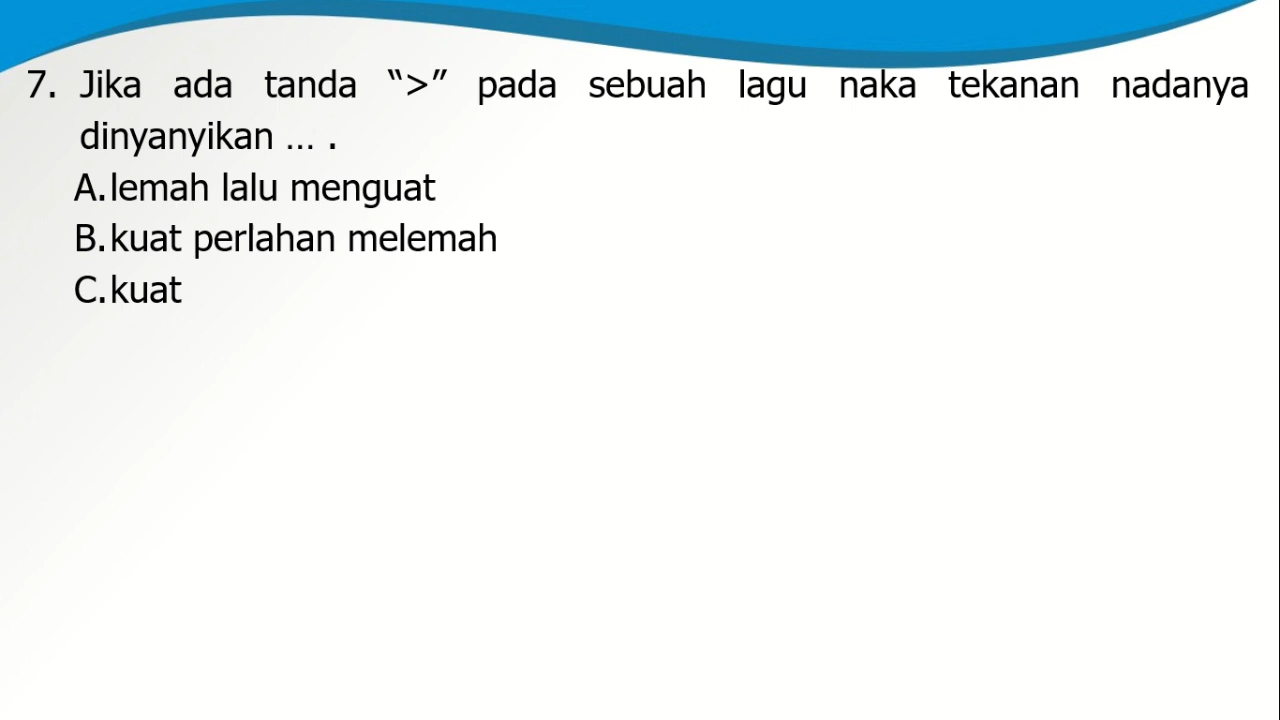 7. Jika ada tanda “>” pada sebuah lagu naka tekanan nadanya
dinyanyikan ... .
A.lemah lalu menguat
B.kuat perlahan melemah
C.kuat